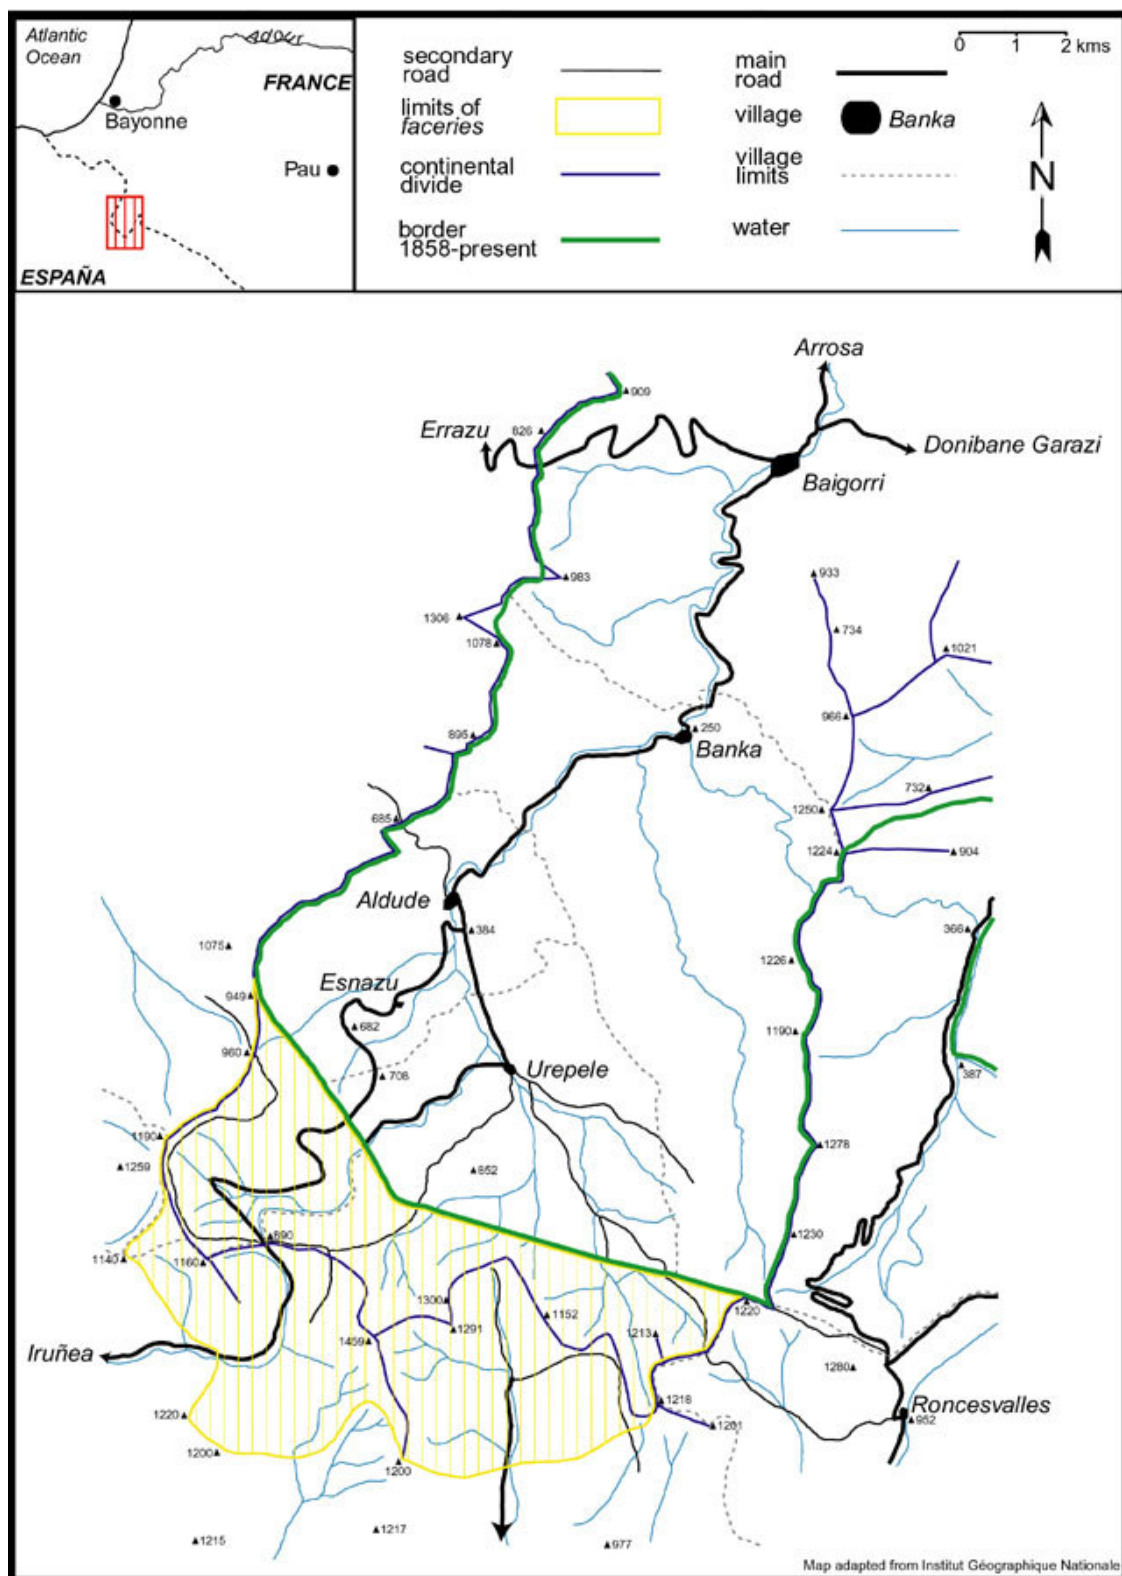 Atlantic
Ocean
Adour
FRANCE
Bayonne
Pau
ESPAÑA
secondary
road
limits of
faceries
continental
divide
border
1858-present
main
road
village
Banka
village
limits
water
0 1 2 kms
N
Arrosa
909
Errazu
826
Donibane Garazi
Baigorri
983
933
1306
734
1078
1021
966
250
895
Banka
732
685
1250
1224
904
Aldude
384
366
1075
1226
Esnazu
949
682
1190
960
Urepele
387
708
1190
1278
1259
852
890
1230
1140
1160
1300
1220
1152
1291
1213
1459
Iruñea
1280
1218
Roncesvalles
1220
1201
952
1200
1200
1217
1215
977
Map adapted from Institut Géographique Nationale